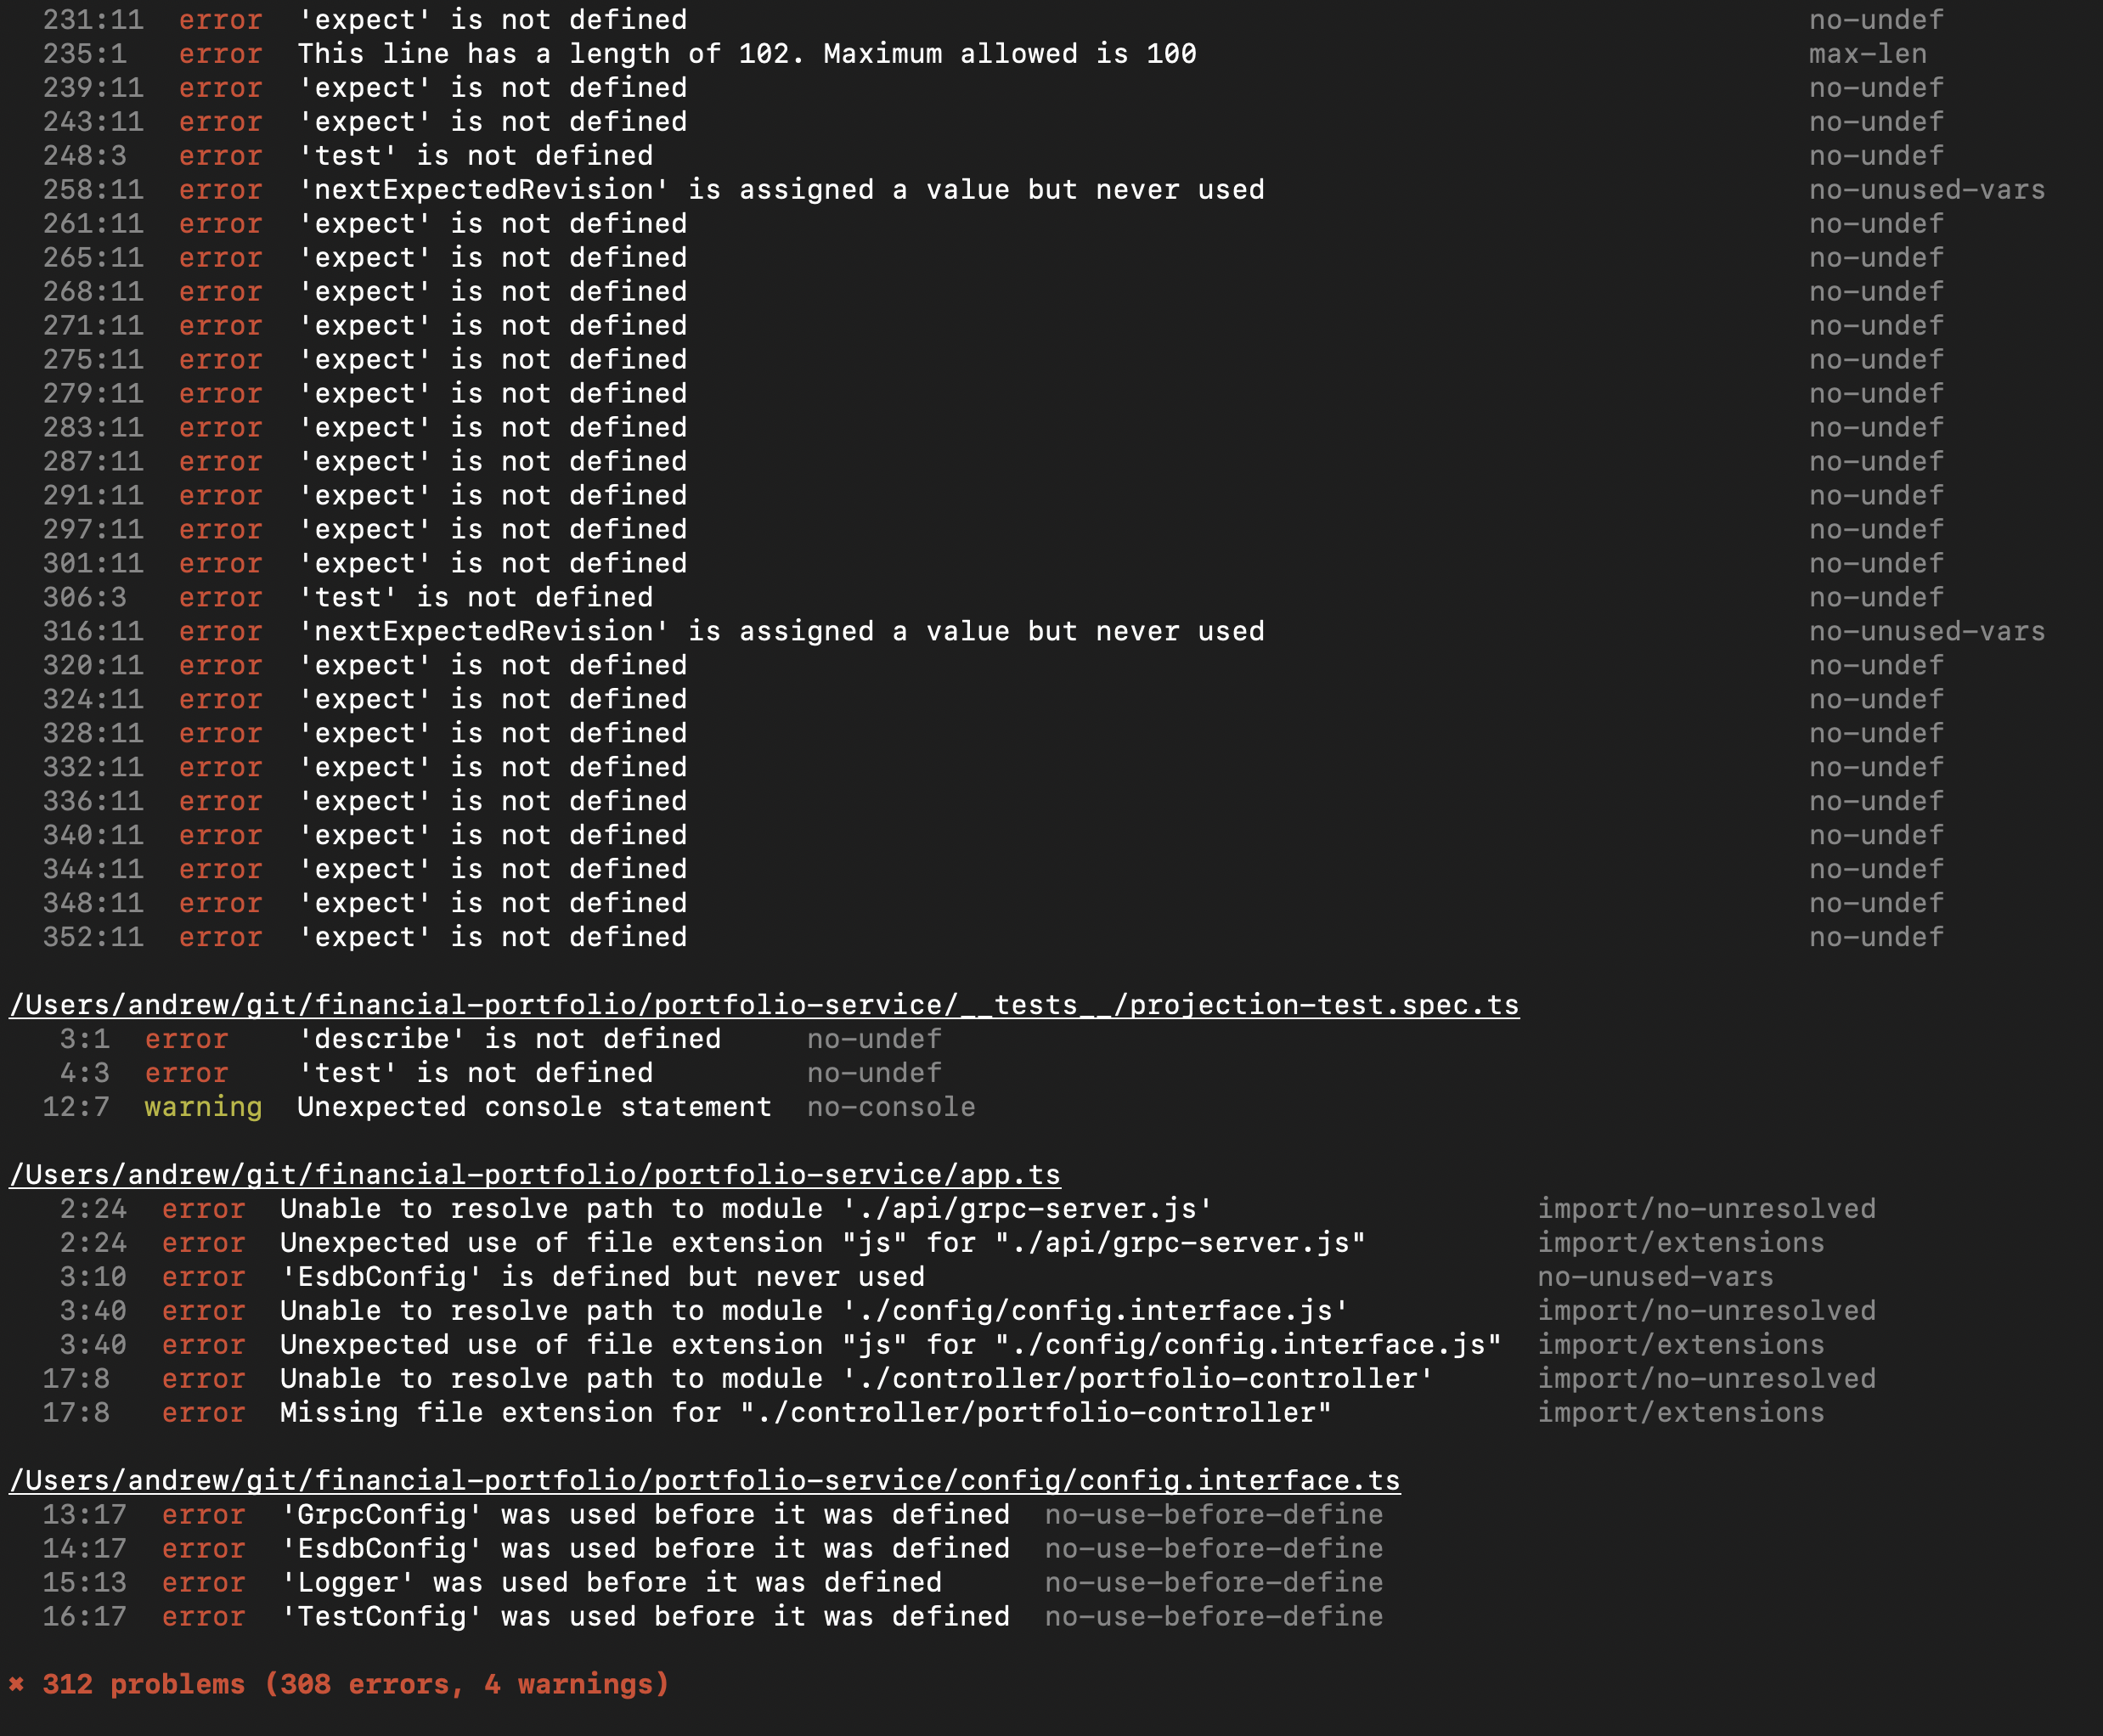 231:11 error 'expect' is not defined no-undef
235:1 error This line has a length of 102. Maximum allowed is 100 max-len
239:11 error 'expect' is not defined no-undef
243:11 error 'expect' is not defined no-undef
248:3 error 'test' is not defined no-undef
258:11 error 'nextExpectedRevision' is assigned a value but never used no-unused-vars
261:11 error 'expect' is not defined no-undef
265:11 error 'expect' is not defined no-undef
268:11 error 'expect' is not defined no-undef
271:11 error 'expect' is not defined no-undef
275:11 error 'expect' is not defined no-undef
279:11 error 'expect' is not defined no-undef
283:11 error 'expect' is not defined no-undef
287:11 error 'expect' is not defined no-undef
291:11 error 'expect' is not defined no-undef
297:11 error 'expect' is not defined no-undef
301:11 error 'expect' is not defined no-undef
306:3 error 'test' is not defined no-undef
316:11 error 'nextExpectedRevision' is assigned a value but never used no-unused-vars
320:11 error 'expect' is not defined no-undef
324:11 error 'expect' is not defined no-undef
328:11 error 'expect' is not defined no-undef
332:11 error 'expect' is not defined no-undef
336:11 error 'expect' is not defined no-undef
340:11 error 'expect' is not defined no-undef
344:11 error 'expect' is not defined no-undef
348:11 error 'expect' is not defined no-undef
352:11 error 'expect' is not defined no-undef
/Users/andrew/git/financial-portfolio/portfolio-service/__tests__/projection-test.spec.ts
3:1 error 'describe' is not defined no-undef
4:3 error 'test' is not defined no-undef
12:7 warning Unexpected console statement no-console
/Users/andrew/git/financial-portfolio/portfolio-service/app.ts
2:24 error Unable to resolve path to module './api/grpc-server.js' import/no-unresolved
2:24 error Unexpected use of file extension "js" for "./api/grpc-server.js" import/extensions
3:10 error 'EsdbConfig' is defined but never used no-unused-vars
3:40 error Unable to resolve path to module './config/config.interface.js' import/no-unresolved
3:40 error Unexpected use of file extension "js" for "./config/config.interface.js" import/extensions
17:8 error Unable to resolve path to module './controller/portfolio-controller' import/no-unresolved
17:8 error Missing file extension for "./controller/portfolio-controller" import/extensions
/Users/andrew/git/financial-portfolio/portfolio-service/config/config.interface.ts
13:17 error 'GrpcConfig' was used before it was defined no-use-before-define
14:17 error 'EsdbConfig' was used before it was defined no-use-before-define
15:13 error 'Logger' was used before it was defined no-use-before-define
16:17 error 'TestConfig' was used before it was defined no-use-before-define
✖ 312 problems (308 errors, 4 warnings)